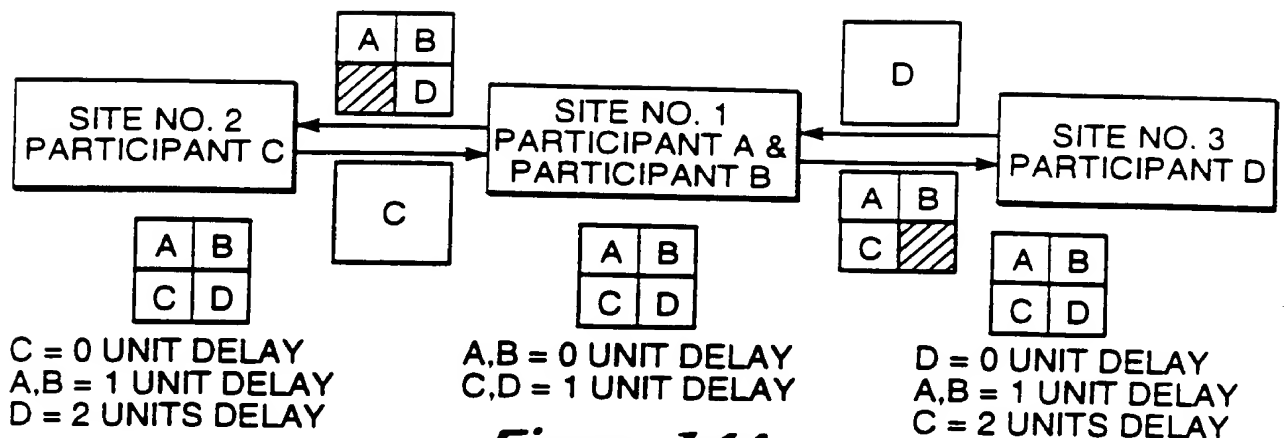 A B
D
D
SITE NO. 2
PARTICIPANT C
SITE NO. 1
PARTICIPANT A &
PARTICIPANT B
SITE NO. 3
PARTICIPANT D
C
A B
C
A B
C D
C = 0 UNIT DELAY
A,B = 1 UNIT DELAY
D = 2 UNITS DELAY
A B
C D
A,B = 0 UNIT DELAY
C,D = 1 UNIT DELAY
A B
C D
D = 0 UNIT DELAY
A,B = 1 UNIT DELAY
C = 2 UNITS DELAY